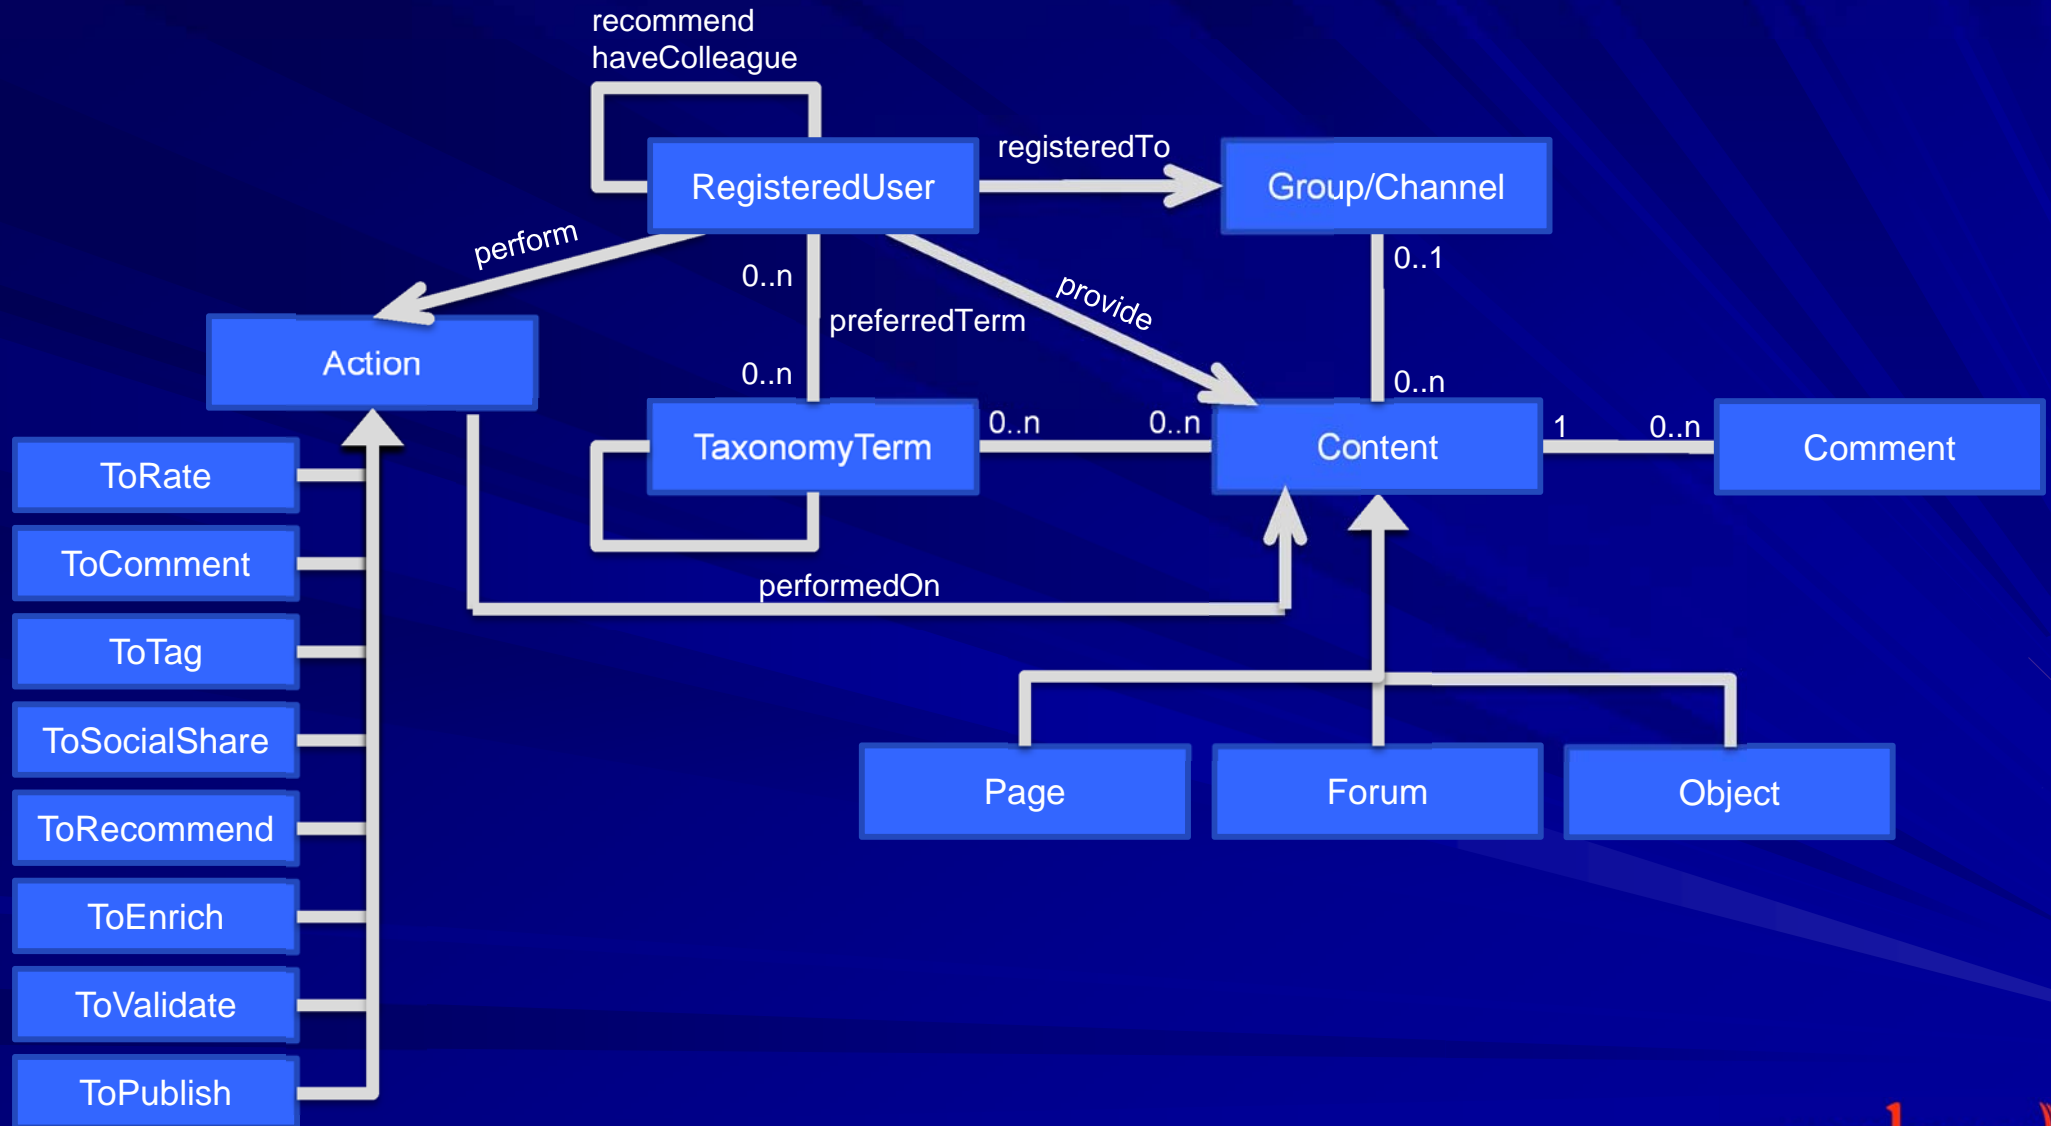 recommend
haveColleague
registeredTo
RegisteredUser
Group/Channel
perform
0..n
provide
0..1
preferredTerm
Action
0..n
0..n
0..n
0..n
TaxonomyTerm
Content
1
0..n
Comment
ToRate
ToComment
performedOn
ToTag
ToSocialShare
Page
Forum
Object
ToRecommend
ToEnrich
ToValidate
ToPublish